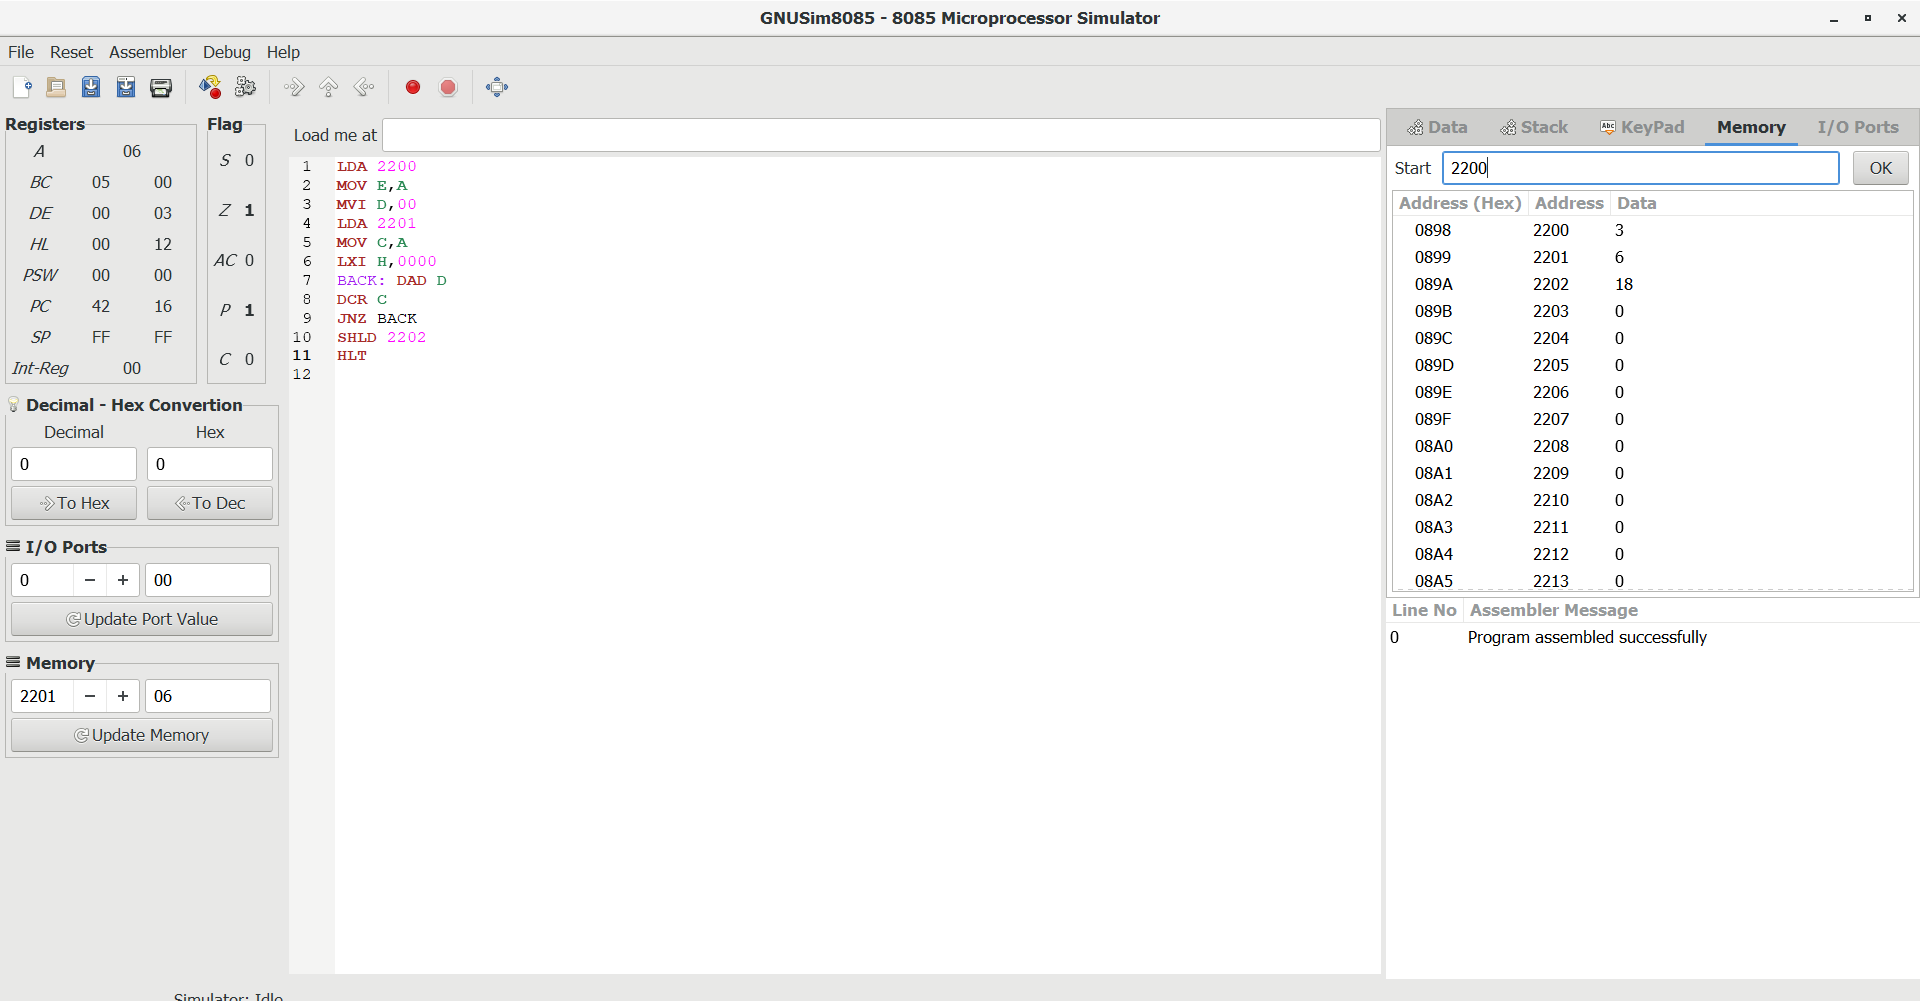 GNUSim8085 - 8085 Microprocessor Simulator
File Reset Assembler Debug Help
Registers
A 06
BC 05 00
DE 00 03
HL 00 12
PSW 00 00
PC 42 16
SP FF FF
Int-Reg 00
Flag
S 0
Z 1
AC 0
P 1
C 0
Decimal - Hex Convertion
Decimal Hex
0 0
To Hex To Dec
I/O Ports
0 − + 00
Update Port Value
Memory
2201 − + 06
Update Memory
Load me at
1 LDA 2200
2 MOV E,A
3 MVI D,00
4 LDA 2201
5 MOV C,A
6 LXI H,0000
7 BACK: DAD D
8 DCR C
9 JNZ BACK
10 SHLD 2202
11 HLT
12
Data Stack Abc KeyPad Memory I/O Ports
Start 2200 OK
Address (Hex) Address Data
0898 2200 3
0899 2201 6
089A 2202 18
089B 2203 0
089C 2204 0
089D 2205 0
089E 2206 0
089F 2207 0
08A0 2208 0
08A1 2209 0
08A2 2210 0
08A3 2211 0
08A4 2212 0
08A5 2213 0
Line No Assembler Message
0 Program assembled successfully
Simulator: Idle